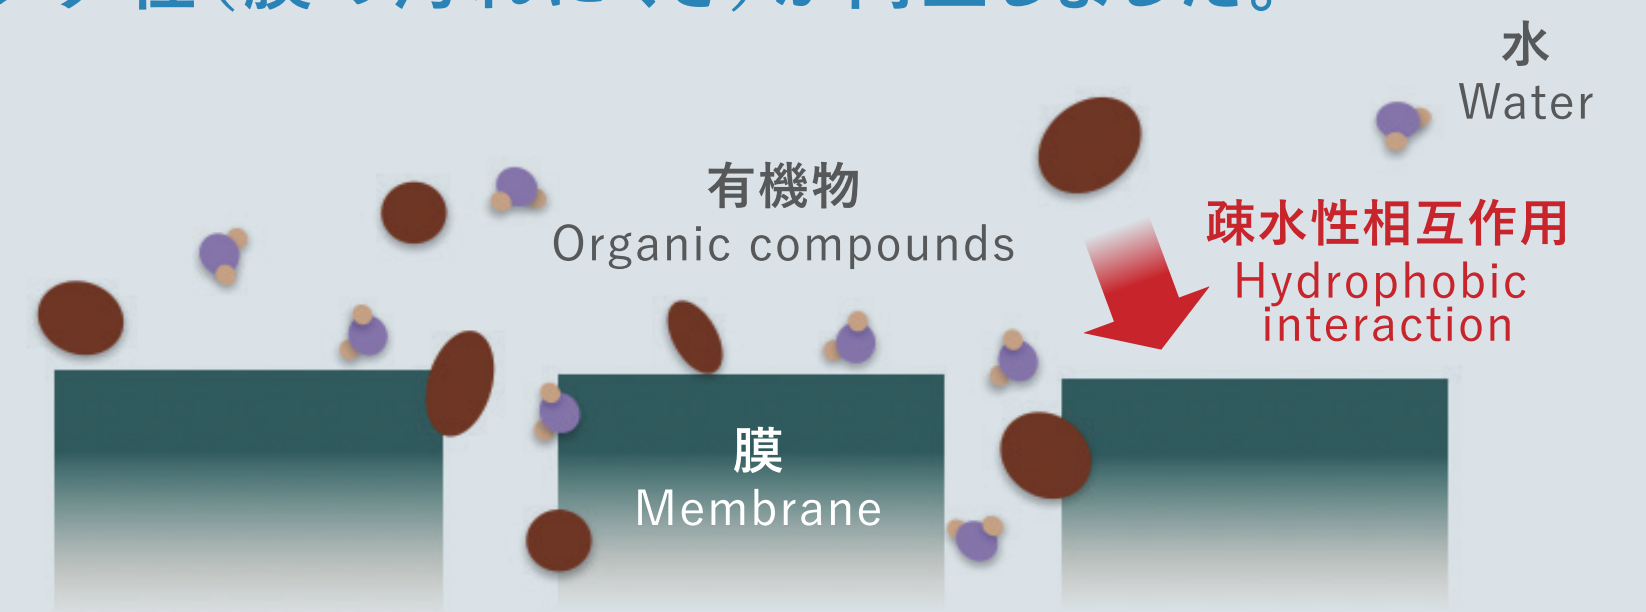 水
Water
有機物
Organic compounds
疎水性相互作用
Hydrophobic
interaction
膜
Membrane